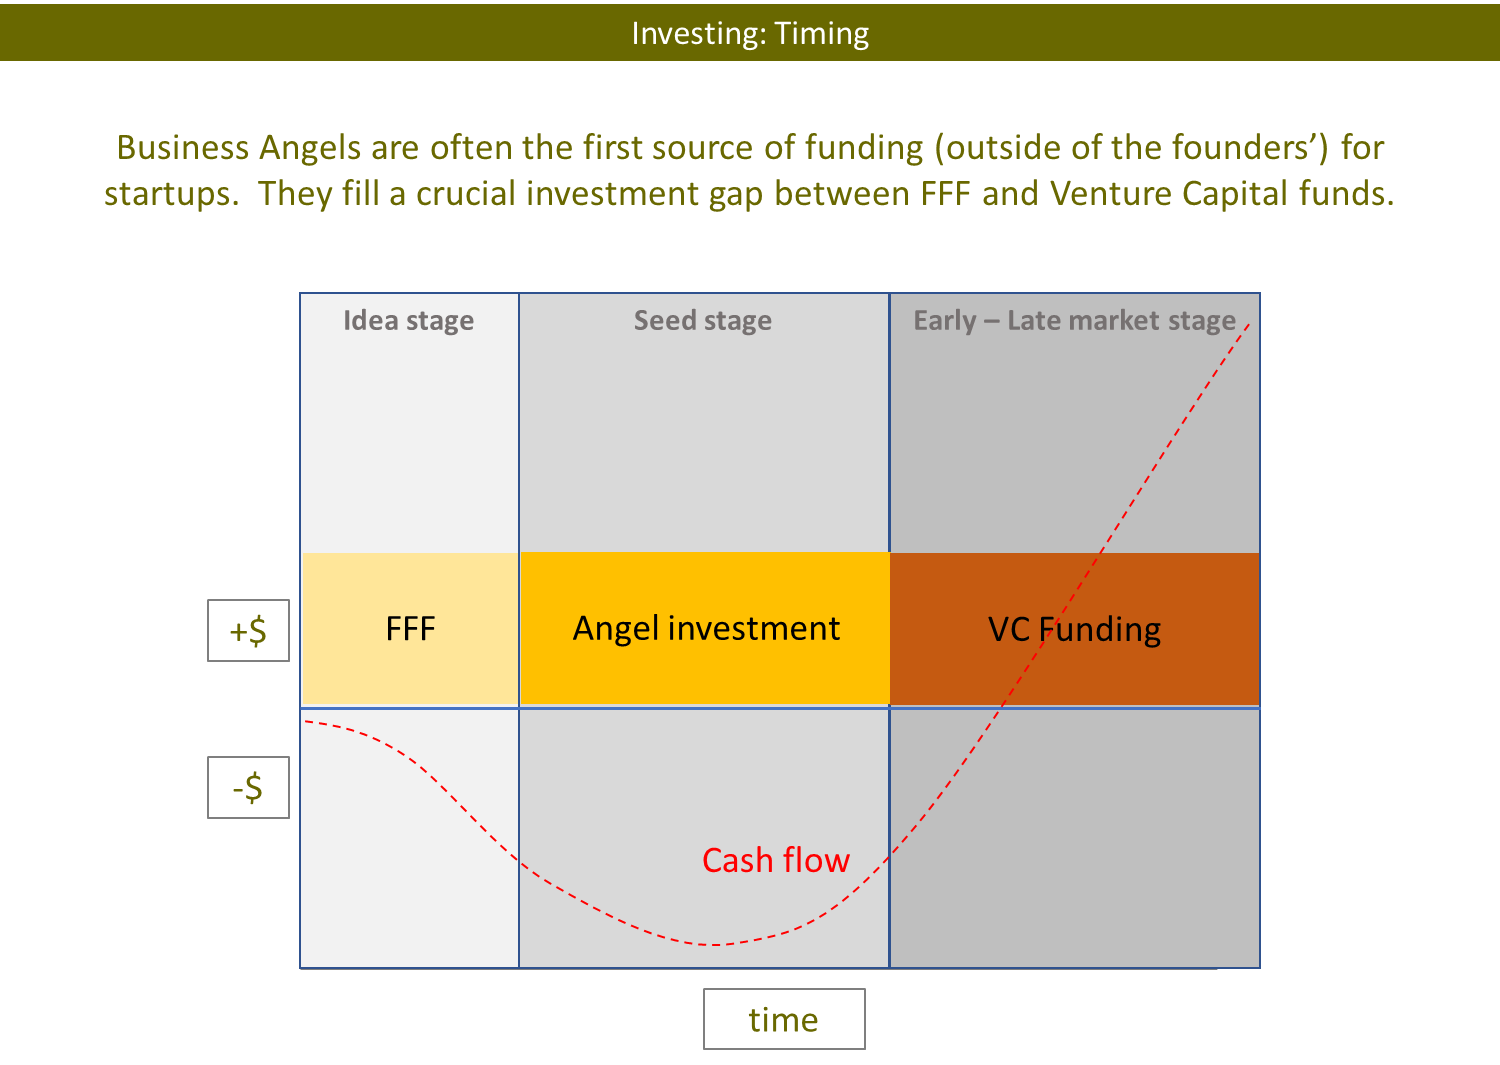 Investing: Timing
Business Angels are often the first source of funding (outside of the founders’) for
startups.  They fill a crucial investment gap between FFF and Venture Capital funds.
Idea stage
Seed stage
Early – Late market stage
+$
FFF
Angel investment
VC Funding
-$
Cash flow
time